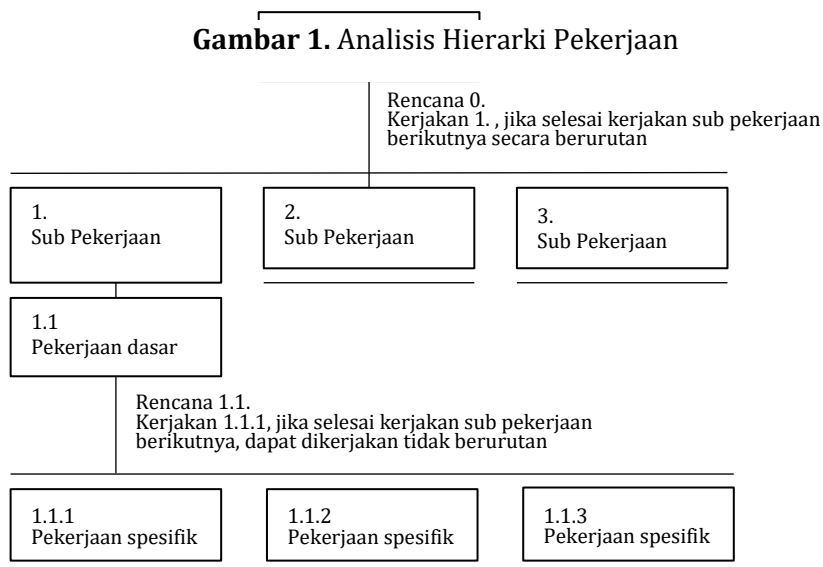 Gambar 1. Analisis Hierarki Pekerjaan
Rencana 0.
Kerjakan 1. , jika selesai kerjakan sub pekerjaan
berikutnya secara berurutan
1.
Sub Pekerjaan
2.
Sub Pekerjaan
3.
Sub Pekerjaan
1.1
Pekerjaan dasar
Rencana 1.1.
Kerjakan 1.1.1, jika selesai kerjakan sub pekerjaan
berikutnya, dapat dikerjakan tidak berurutan
1.1.1
Pekerjaan spesifik
1.1.2
Pekerjaan spesifik
1.1.3
Pekerjaan spesifik